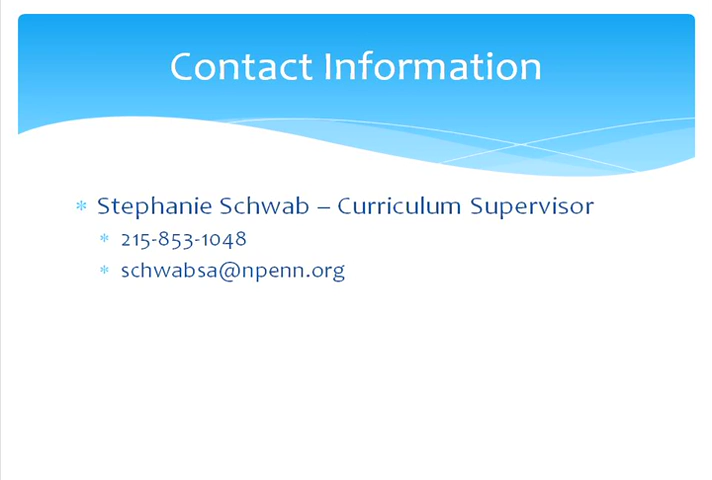 Contact Information
Stephanie Schwab – Curriculum Supervisor
215-853-1048
schwabsa@npenn.org